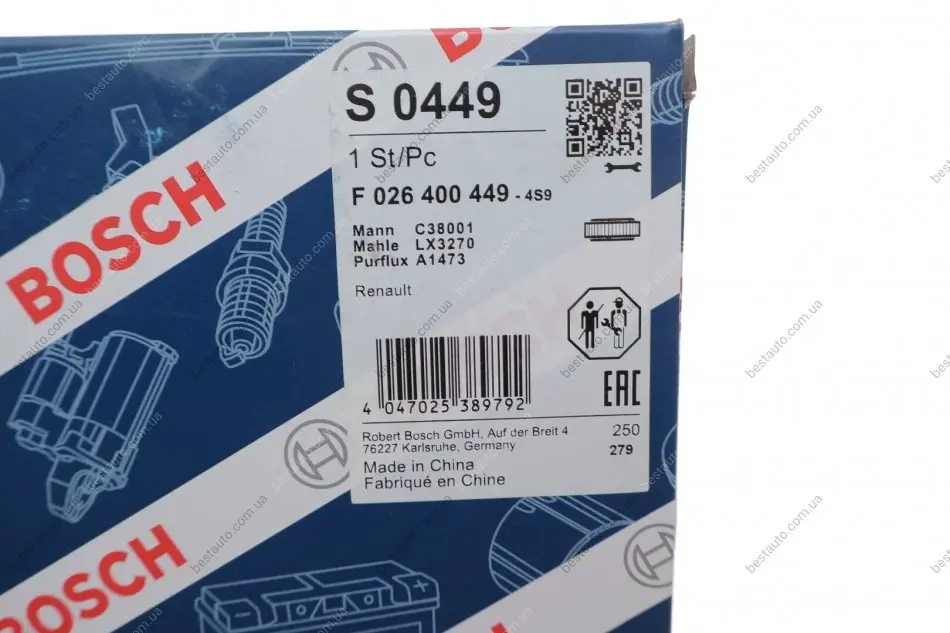 S 0449
1 St/Pc
F 026 400 449 - 4S9
Mann C38001
Mahle LX3270
Purflux A1473
Renault
EAC
4 047025 389792
Robert Bosch GmbH, Auf der Breit 4
76227 Karlsruhe, Germany
250
279
Made in China
Fabriqué en Chine
BOSCH
BOSCH
bestauto.com.ua